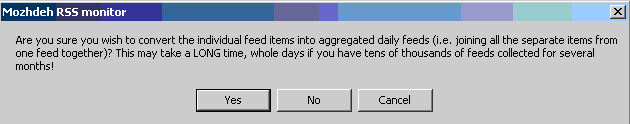 Mozhdeh RSS monitor
Are you sure you wish to convert the individual feed items into aggregated daily feeds (i.e. joining all the separate items from
one feed together)? This may take a LONG time, whole days if you have tens of thousands of feeds collected for several
months!
Yes No Cancel